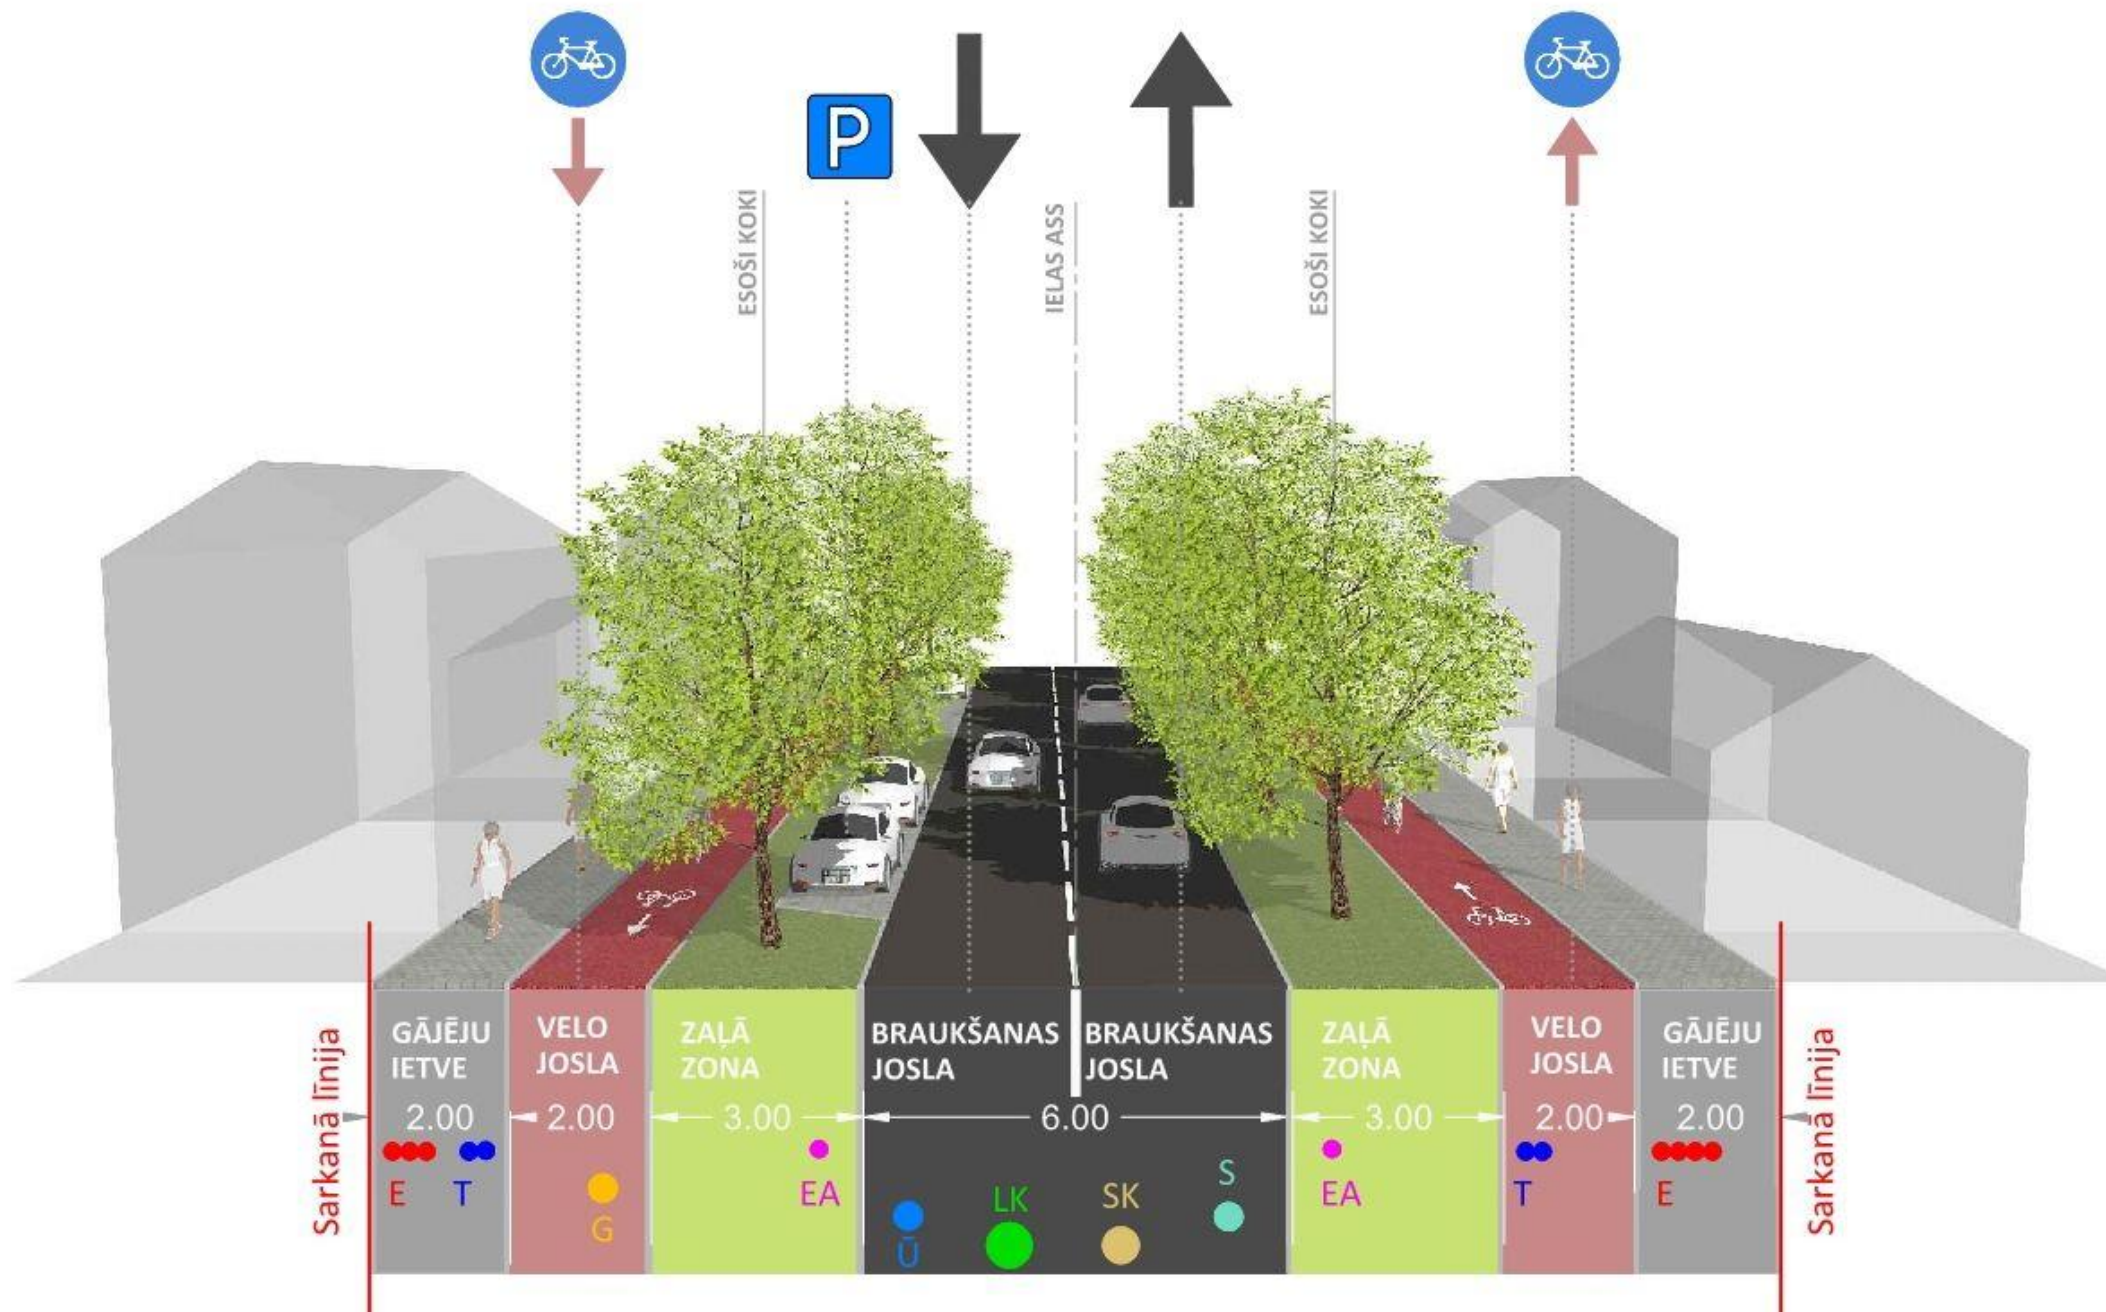 P
ESOŠI KOKI
IELAS ASS
ESOŠI KOKI
Sarkanā līnija
GĀJĒJU
IETVE
2.00
E
T
VELO
JOSLA
2.00
G
ZAĻĀ
ZONA
3.00
EA
BRAUKŠANAS
JOSLA
BRAUKŠANAS
JOSLA
6.00
Ū
LK
SK
S
ZAĻĀ
ZONA
3.00
EA
VELO
JOSLA
2.00
T
GĀJĒJU
IETVE
2.00
E
Sarkanā līnija